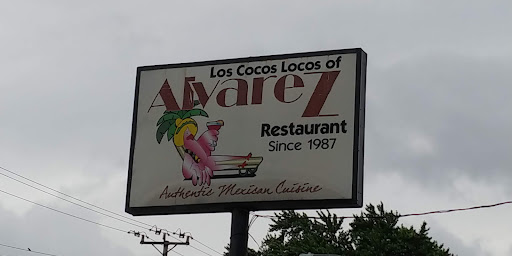 Los Cocos Locos of
AlvareZ
Restaurant
Since 1987
Authentic Mexican Cuisine